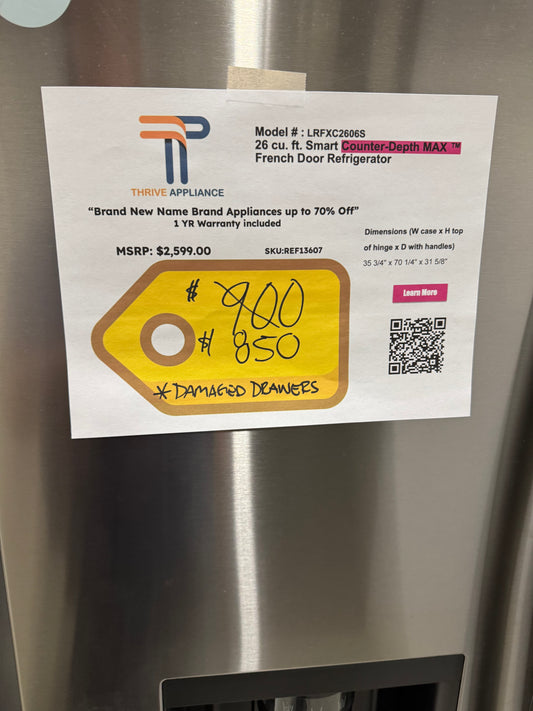 THRIVE APPLIANCE
Model # : LRFXC2606S
26 cu. ft. Smart Counter-Depth MAX ™
French Door Refrigerator
“Brand New Name Brand Appliances up to 70% Off”
1 YR Warranty included
MSRP: $2,599.00
SKU:REF13607
Dimensions (W case x H top
of hinge x D with handles)
35 3/4" x 70 1/4" x 31 5/8"
Learn More
$ 900
$ 850
* DAMAGED DRAWERS